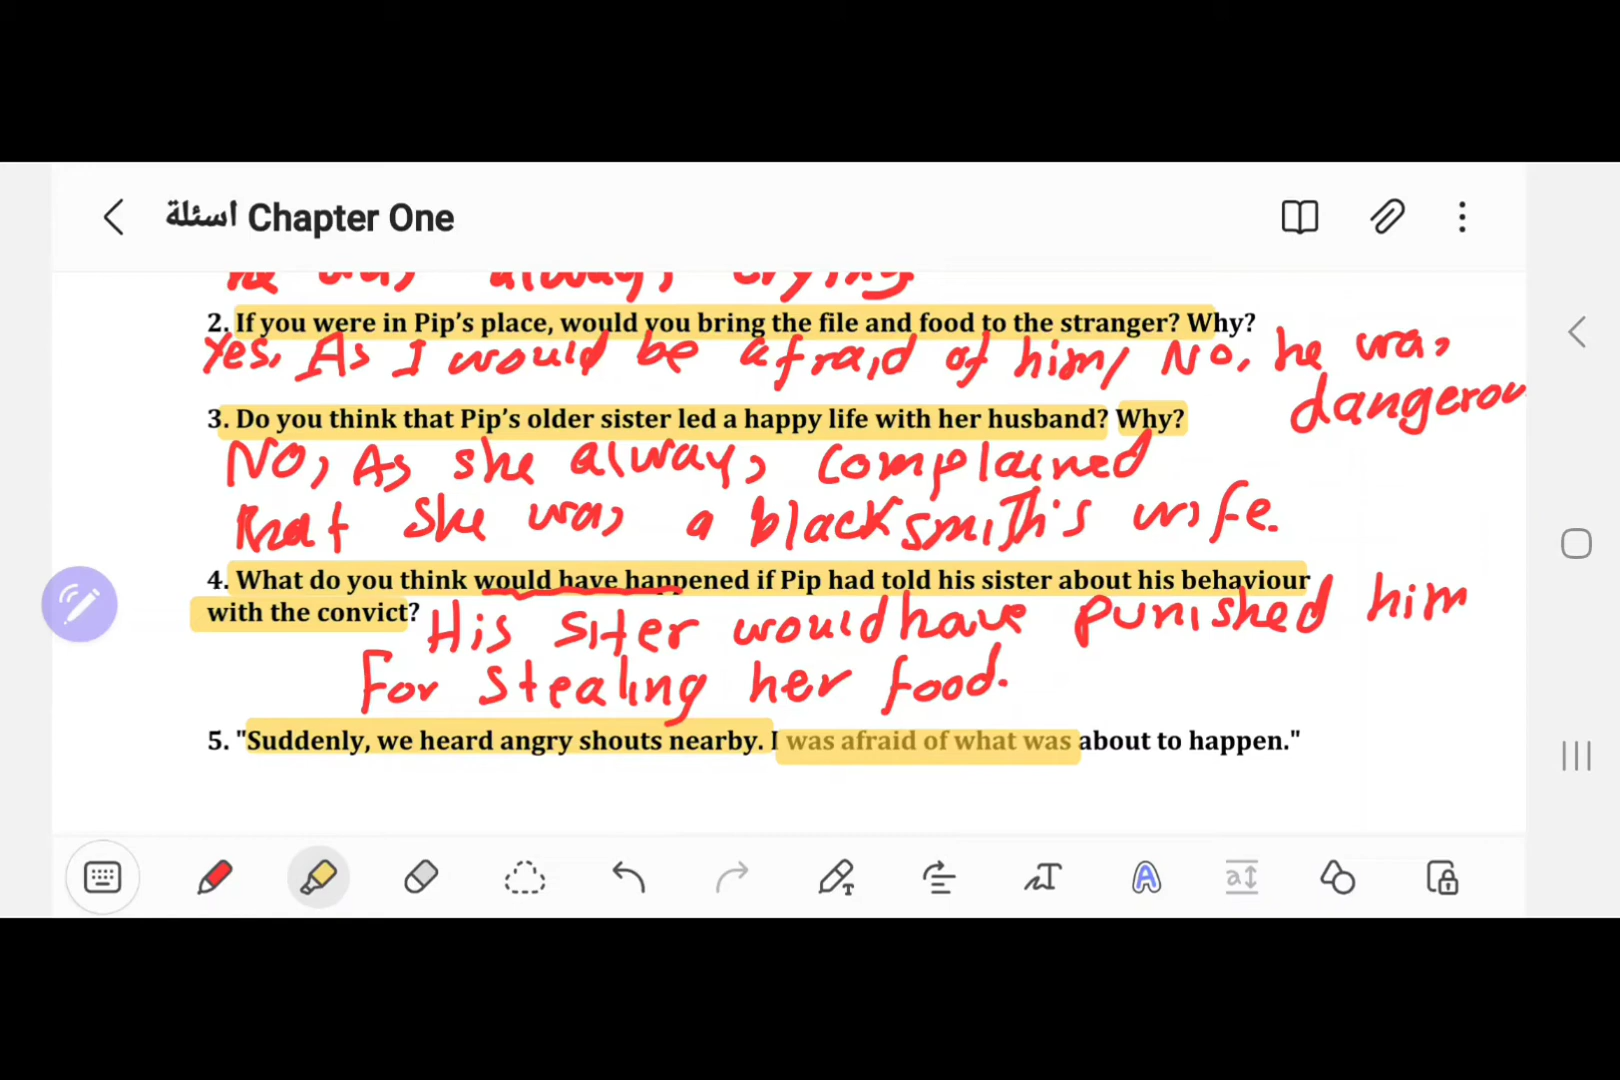 اسئلة Chapter One
he was always crying
2. If you were in Pip's place, would you bring the file and food to the stranger? Why?
Yes, As I would be afraid of him/ No, he was
dangerou
3. Do you think that Pip's older sister led a happy life with her husband? Why?
No, As she always complained
that she was a blacksmith's wife.
4. What do you think would have happened if Pip had told his sister about his behaviour
with the convict?
His siter would have punished him
For stealing her food.
5. "Suddenly, we heard angry shouts nearby. I was afraid of what was about to happen."